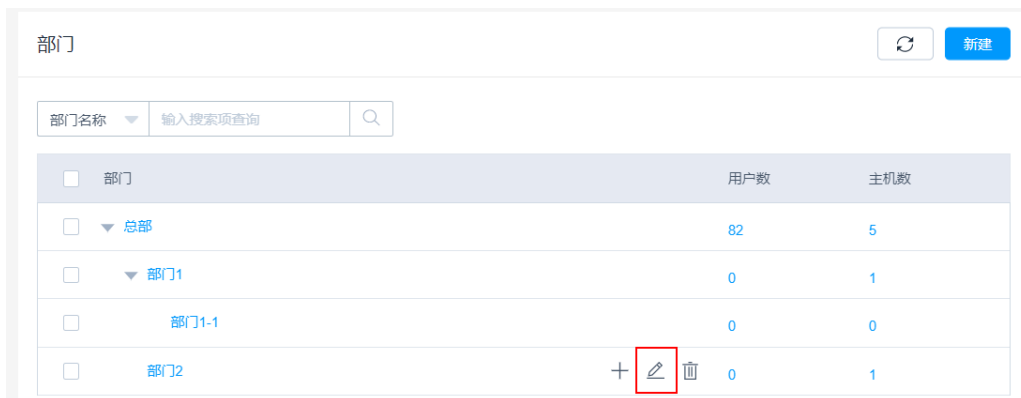 部门
新建
部门名称 输入搜索项查询
部门 用户数 主机数
总部 82 5
部门1 0 1
部门1-1 0 0
部门2 0 1